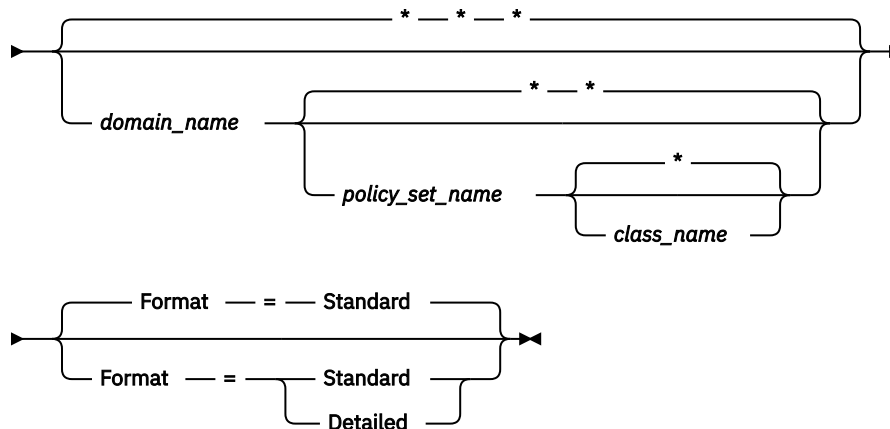 * * *
* *
domain_name
*
policy_set_name
class_name
Format = Standard
Format = Standard
Detailed